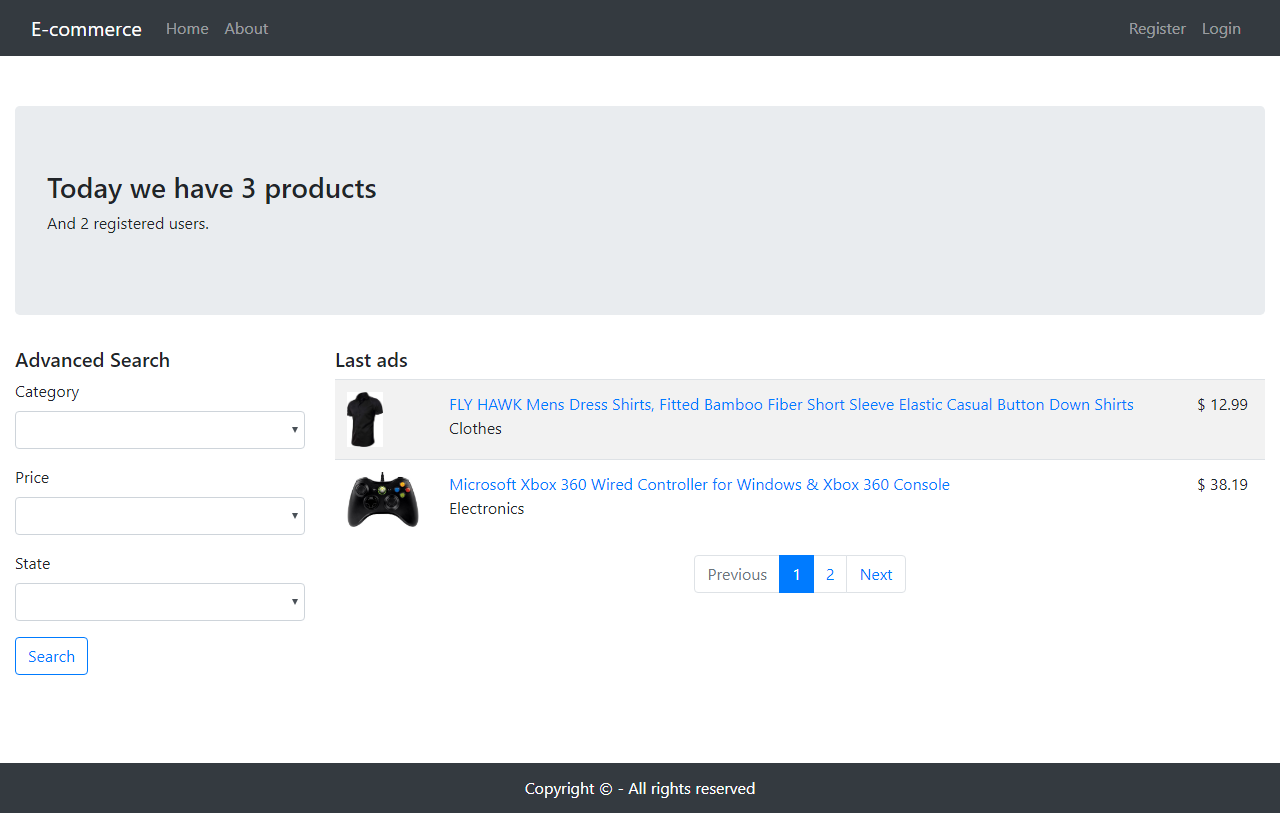 E-commerce Home About Register Login
Today we have 3 products
And 2 registered users.
Advanced Search
Category
Price
State
Search
Last ads
FLY HAWK Mens Dress Shirts, Fitted Bamboo Fiber Short Sleeve Elastic Casual Button Down Shirts $ 12.99
Clothes
Microsoft Xbox 360 Wired Controller for Windows & Xbox 360 Console $ 38.19
Electronics
Previous 1 2 Next
Copyright © - All rights reserved